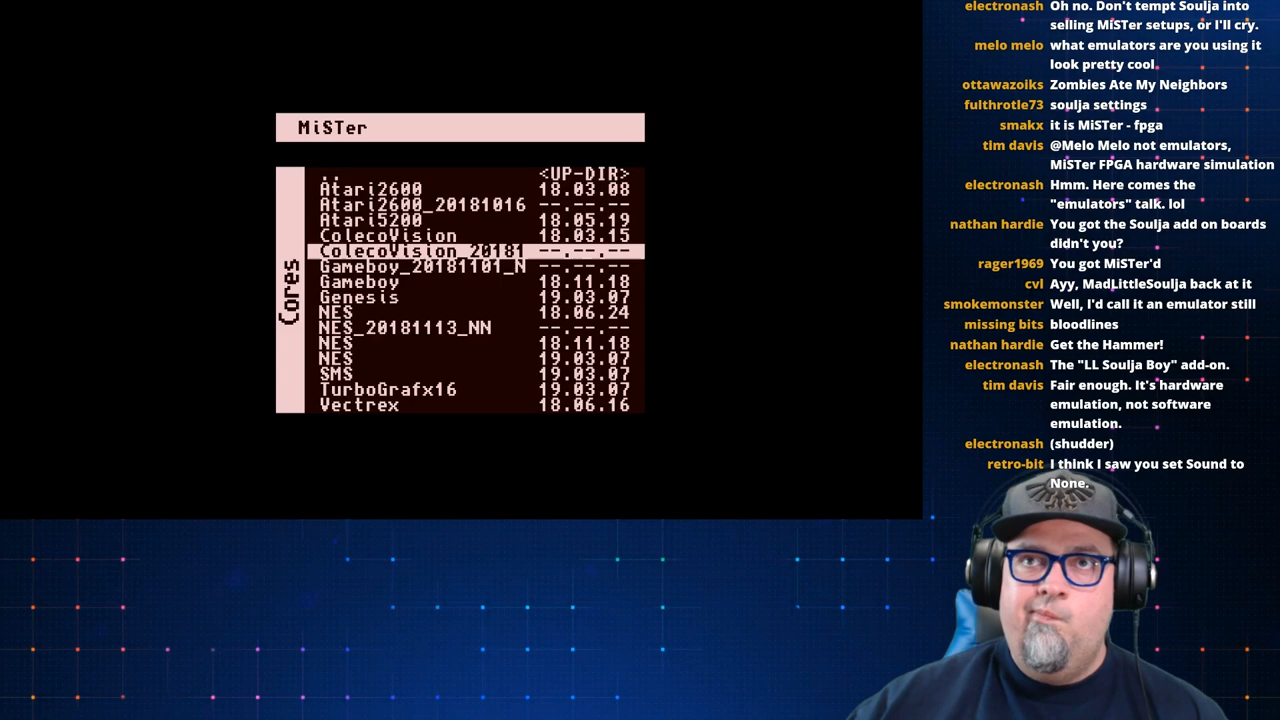 MiSTer
Cores
.. <UP-DIR>
Atari2600 18.03.08
Atari2600_20181016 --.--.--
Atari5200 18.05.19
ColecoVision 18.03.15
ColecoVision_20181 --.--.--
Gameboy_20181101_N --.--.--
Gameboy 18.11.18
Genesis 19.03.07
NES 18.06.24
NES_20181113_NN --.--.--
NES 18.11.18
NES 19.03.07
SMS 19.03.07
TurboGrafx16 19.03.07
Vectrex 18.06.16
electronash Oh no. Don't tempt Soulja into
selling MiSTer setups, or I'll cry.
melo melo what emulators are you using it
look pretty cool.
ottawazoiks Zombies Ate My Neighbors
fulthrotle73 soulja settings
smakx it is MiSTer - fpga
tim davis @Melo Melo not emulators,
MiSTer FPGA hardware simulation
electronash Hmm. Here comes the
"emulators" talk. lol
nathan hardie You got the Soulja add on boards
didn't you?
rager1969 You got MiSTer'd
cvl Ayy, MadLittleSoulja back at it
smokemonster Well, I'd call it an emulator still
missing bits bloodlines
nathan hardie Get the Hammer!
electronash The "LL Soulja Boy" add-on.
tim davis Fair enough. It's hardware
emulation, not software
emulation.
electronash (shudder)
retro-bit I think I saw you set Sound to
None.